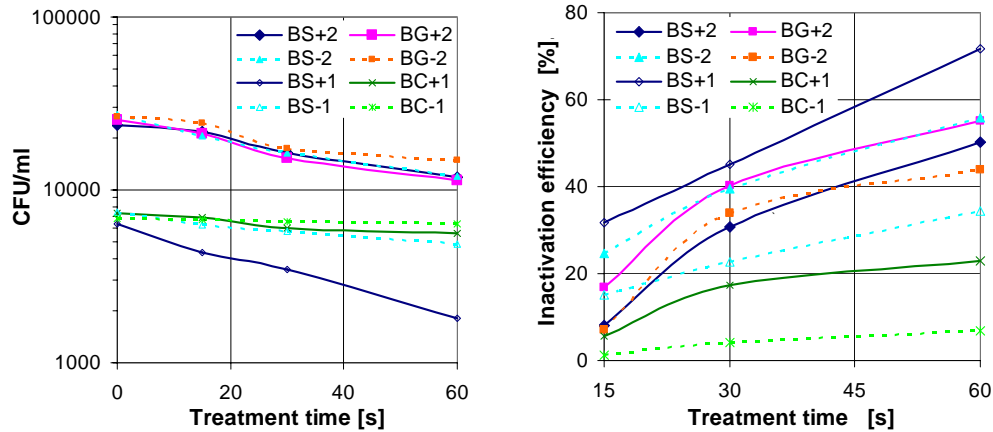 100000
10000
1000
CFU/ml
BS+2 BG+2
BS-2 BG-2
BS+1 BC+1
BS-1 BC-1
0 20 40 60
Treatment time [s]
80
60
40
20
0
Inactivation efficiency [%]
BS+2 BG+2
BS-2 BG-2
BS+1 BC+1
BS-1 BC-1
15 30 45 60
Treatment time [s]